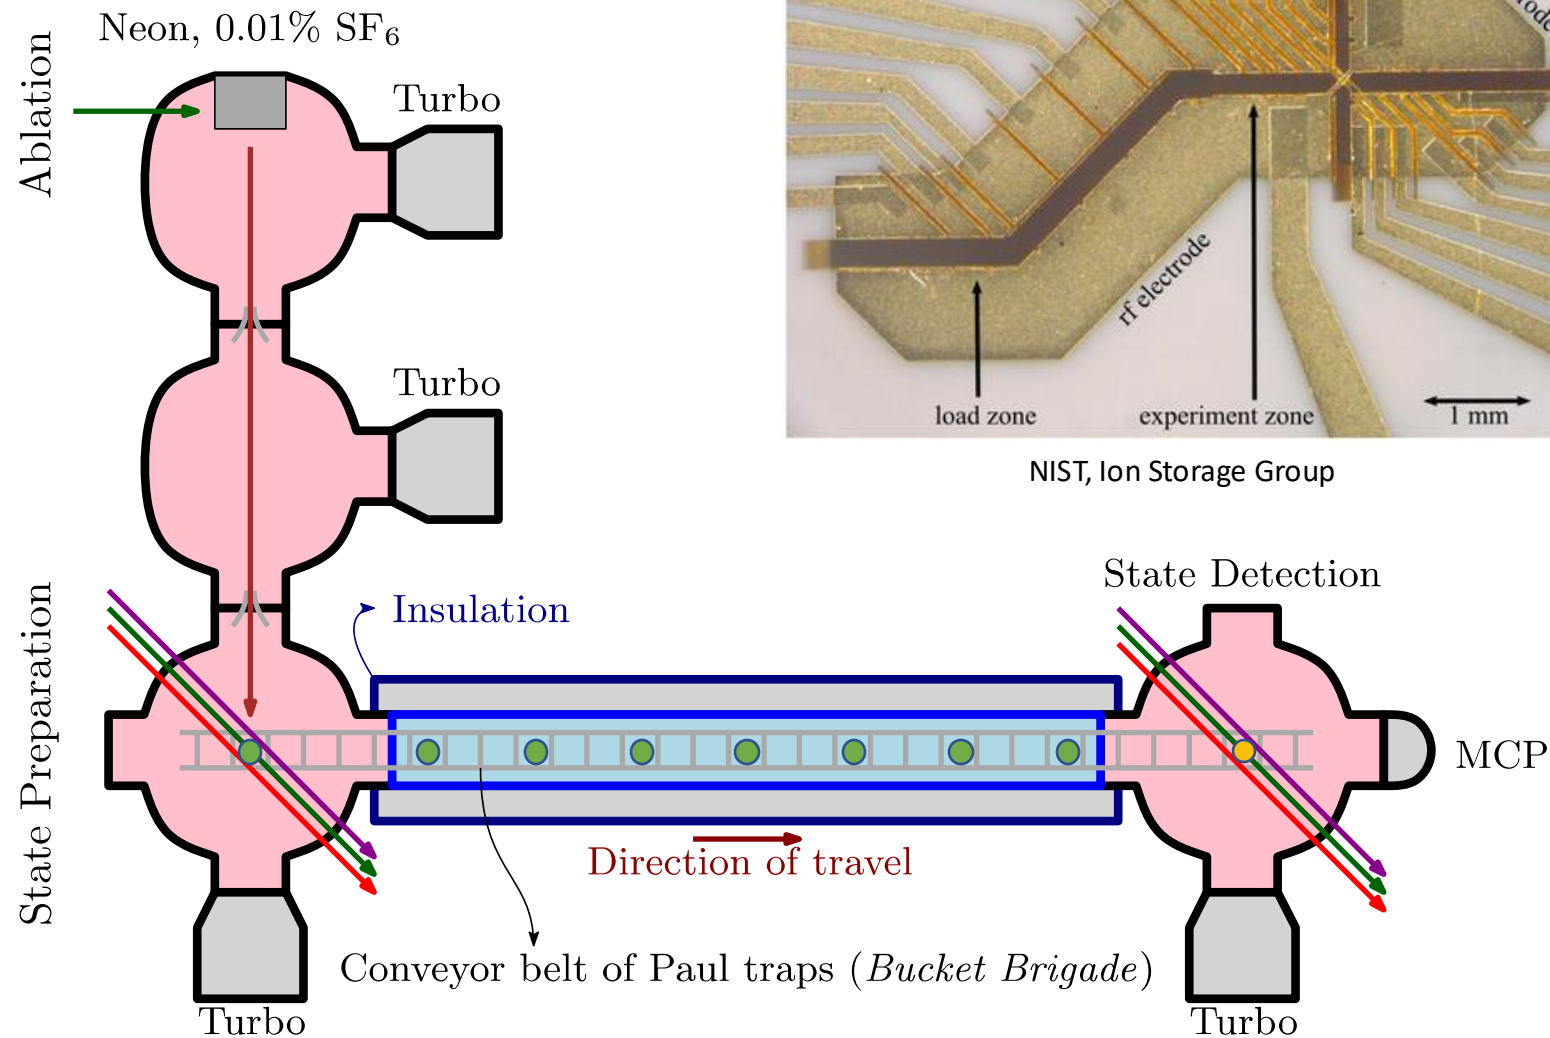 Neon, 0.01% SF₆
Ablation
Turbo
Turbo
rf electrode
load zone
experiment zone
1 mm
NIST, Ion Storage Group
State Preparation
Insulation
State Detection
MCP
Direction of travel
Conveyor belt of Paul traps (Bucket Brigade)
Turbo
Turbo